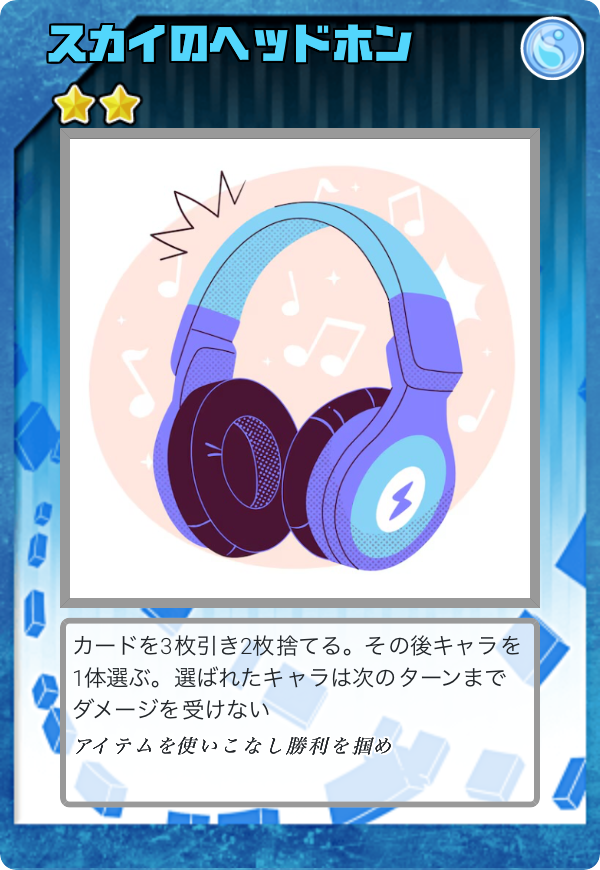 スカイのヘッドホン
カードを3枚引き2枚捨てる。その後キャラを
1体選ぶ。選ばれたキャラは次のターンまで
ダメージを受けない
アイテムを使いこなし勝利を掴め